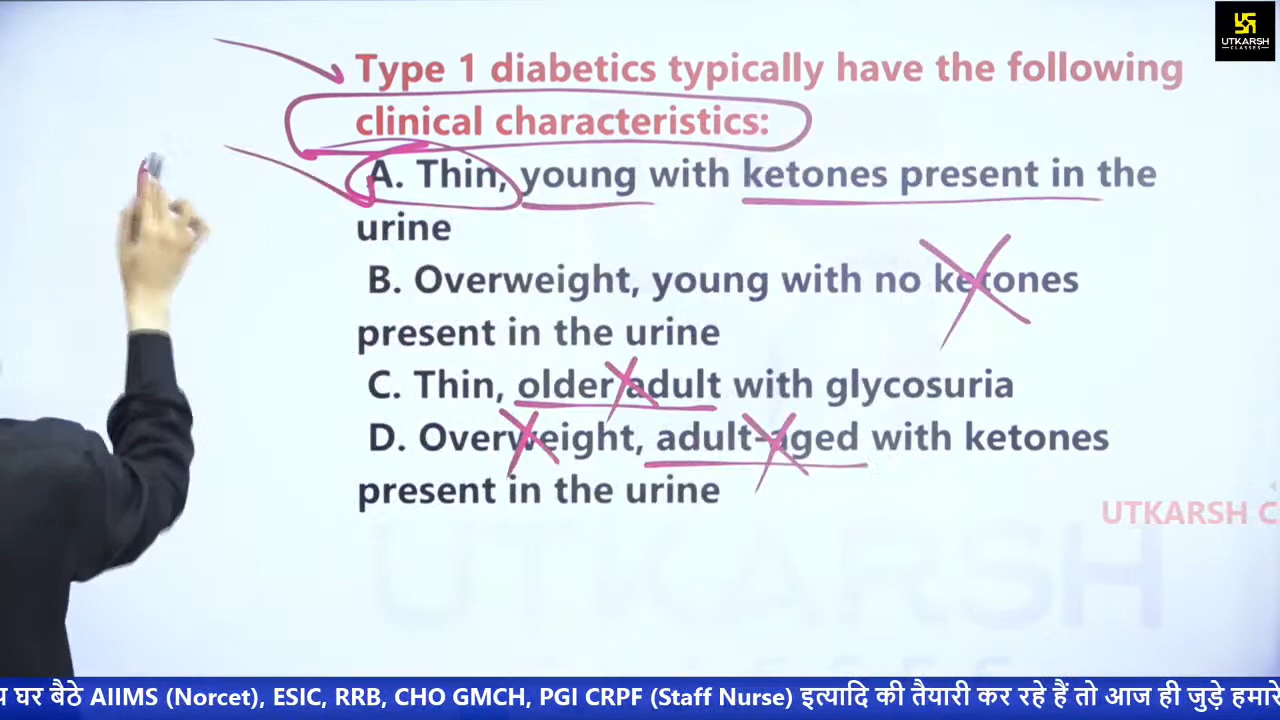 UTKARSH
CLASSES
Type 1 diabetics typically have the following
clinical characteristics:
A. Thin, young with ketones present in the
urine
B. Overweight, young with no ketones
present in the urine
C. Thin, older adult with glycosuria
D. Overweight, adult-aged with ketones
present in the urine
UTKARSH C
UTKARSH
घर बैठे AIIMS (Norcet), ESIC, RRB, CHO GMCH, PGI CRPF (Staff Nurse) इत्यादि की तैयारी कर रहे हैं तो आज ही जुड़े हमारे